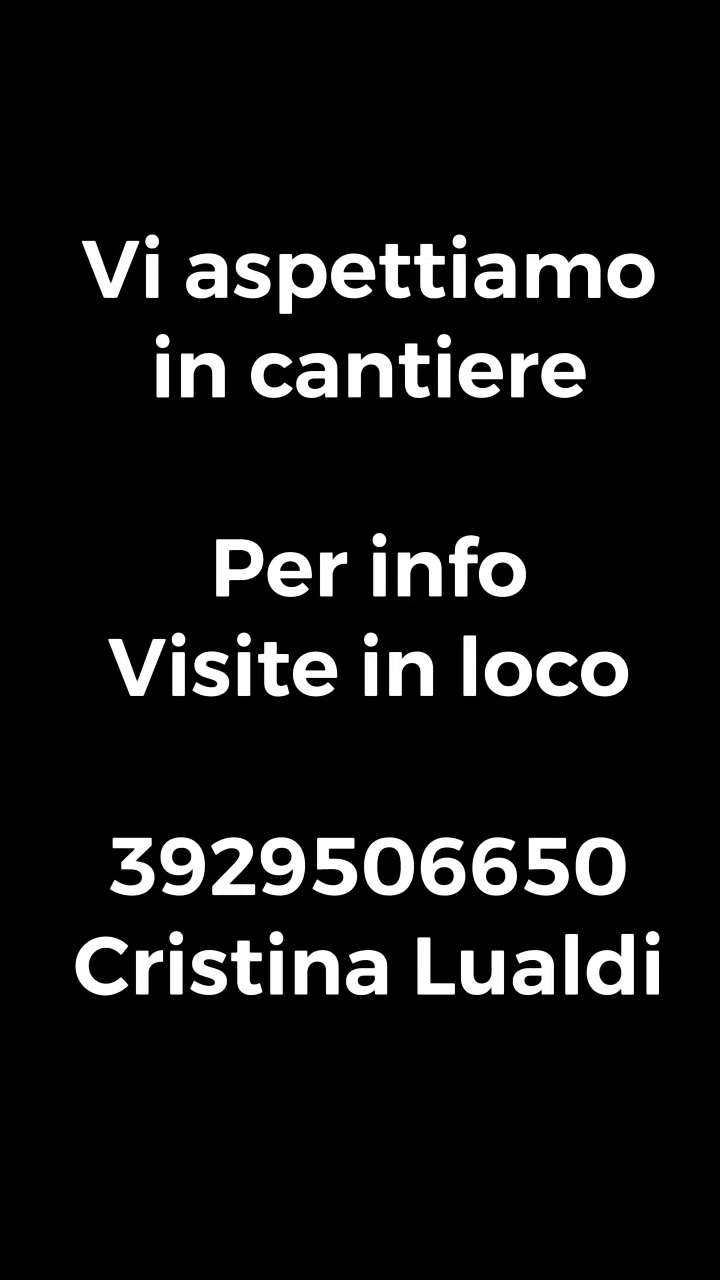 Vi aspettiamo
in cantiere
Per info
Visite in loco
3929506650
Cristina Lualdi